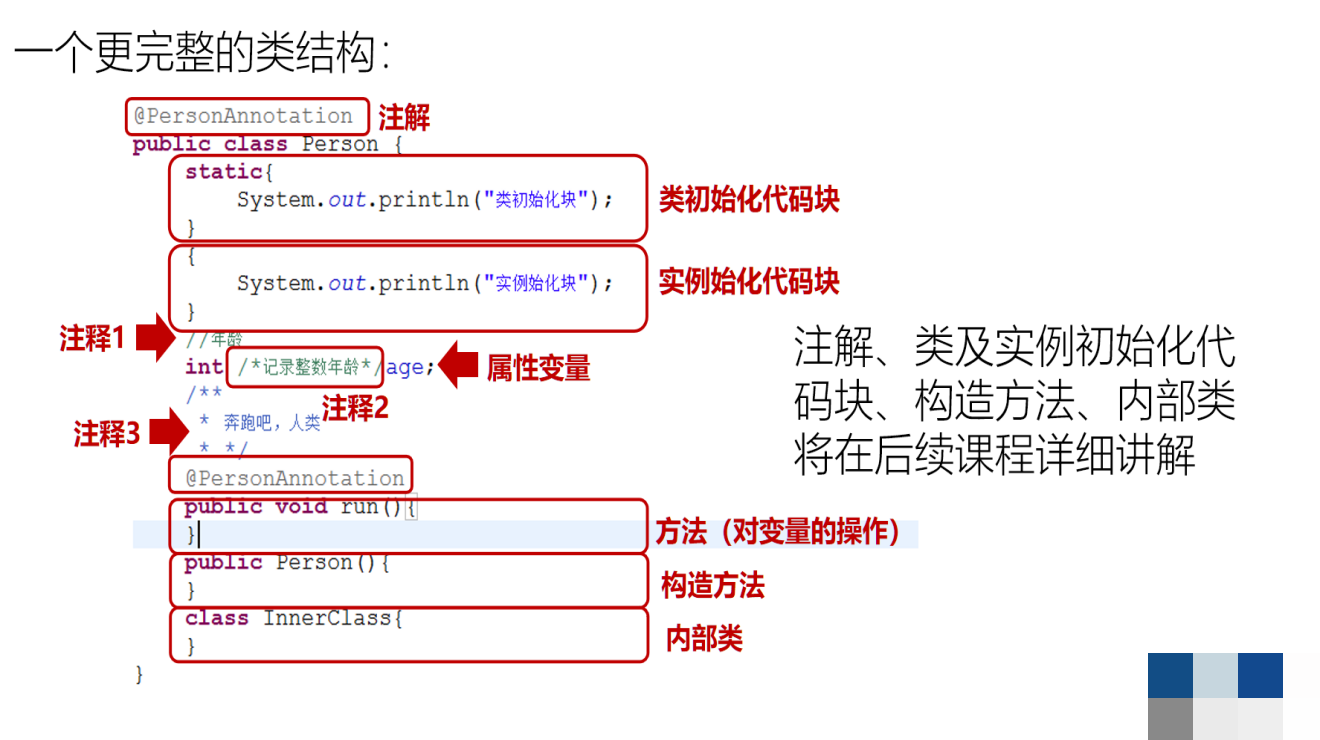 一个更完整的类结构：
@PersonAnnotation 注解
public class Person {
static{
System.out.println("类初始化块"); 类初始化代码块
}
{
System.out.println("实例始化块"); 实例始化代码块
}
注释1 //年龄
int /*记录整数年龄*/age; 属性变量
/**
注释2
* 奔跑吧，人类
注释3
* */
@PersonAnnotation
public void run(){
} 方法（对变量的操作）
public Person(){
} 构造方法
class InnerClass{
} 内部类
}
注解、类及实例初始化代
码块、构造方法、内部类
将在后续课程详细讲解